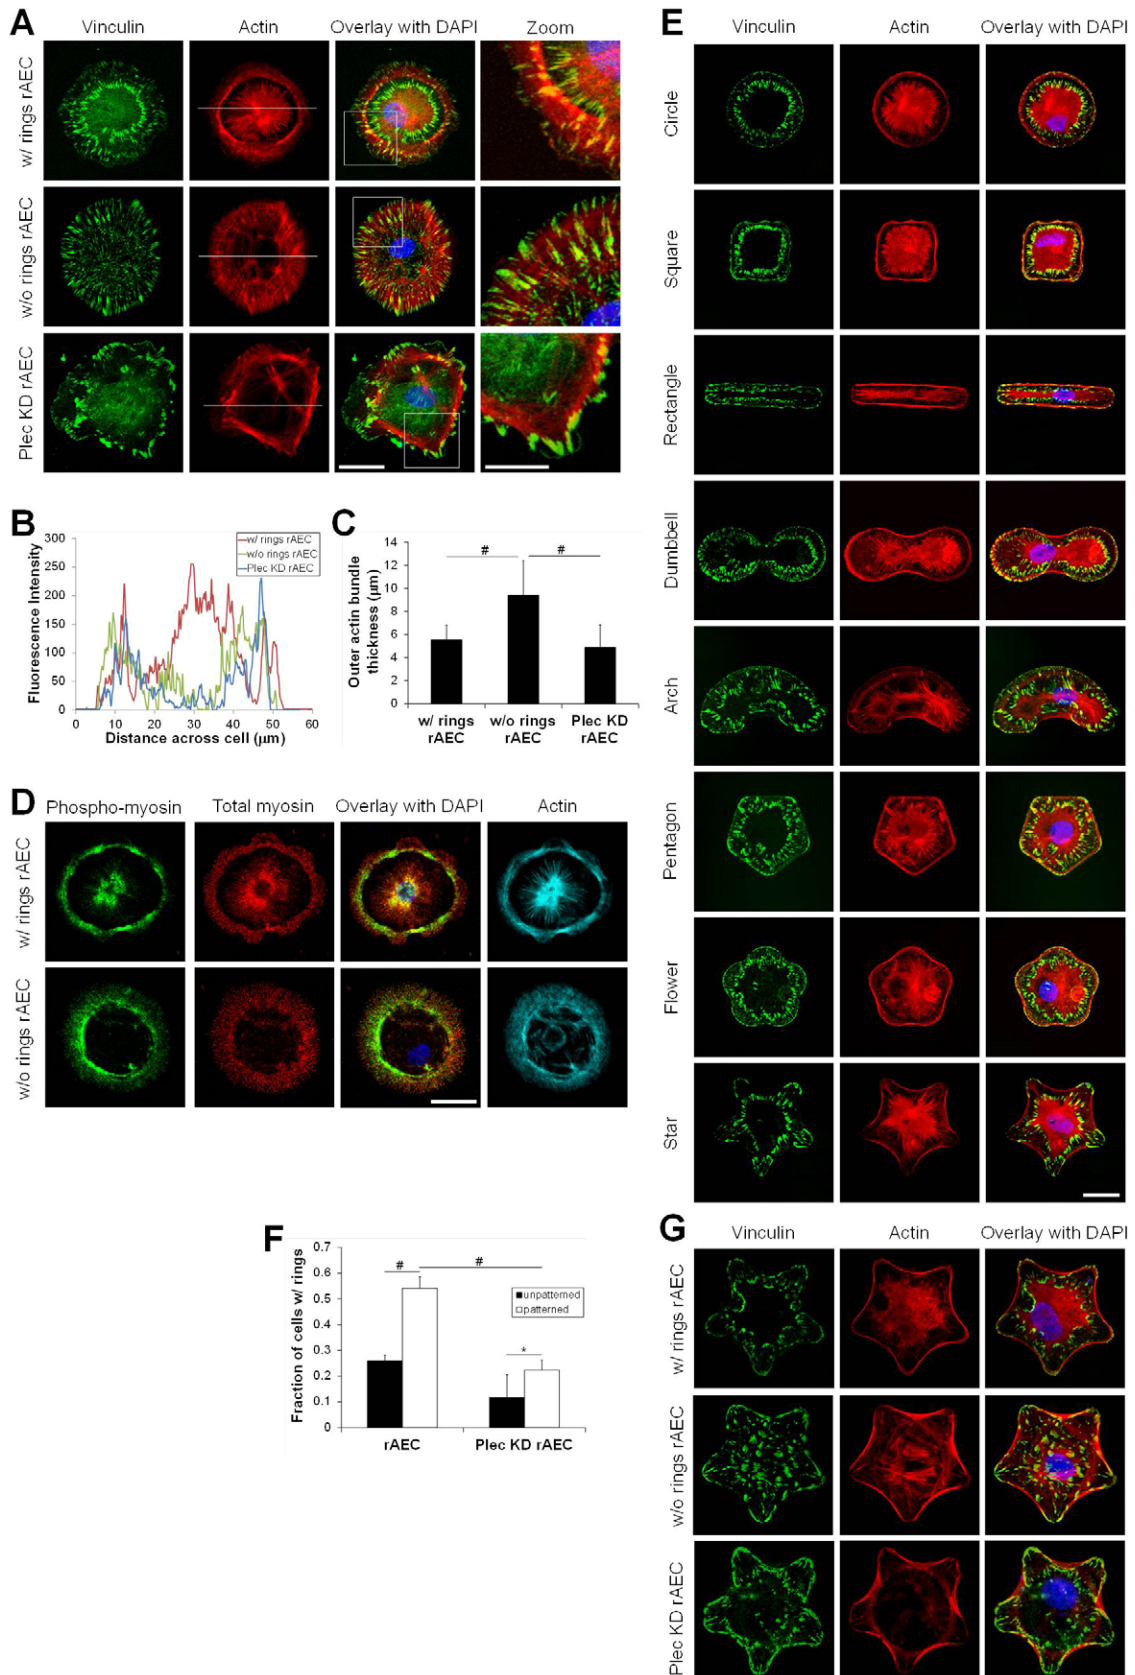 A
Vinculin Actin Overlay with DAPI Zoom
w/ rings rAEC
w/o rings rAEC
Plec KD rAEC
B
Fluorescence Intensity
300
250
200
150
100
50
0
0 10 20 30 40 50 60
Distance across cell (μm)
w/ rings rAEC
w/o rings rAEC
Plec KD rAEC
C
Outer actin bundle
thickness (μm)
14
12
10
8
6
4
2
0
# #
w/ rings w/o rings Plec KD
rAEC rAEC rAEC
D
Phospho-myosin Total myosin Overlay with DAPI Actin
w/ rings rAEC
w/o rings rAEC
E
Vinculin Actin Overlay with DAPI
Circle
Square
Rectangle
Dumbbell
Arch
Pentagon
Flower
Star
F
Fraction of cells w/ rings
0.7
0.6
0.5
0.4
0.3
0.2
0.1
0
# #
*
unpatterned
patterned
rAEC Plec KD rAEC
G
Vinculin Actin Overlay with DAPI
w/ rings rAEC
w/o rings rAEC
Plec KD rAEC